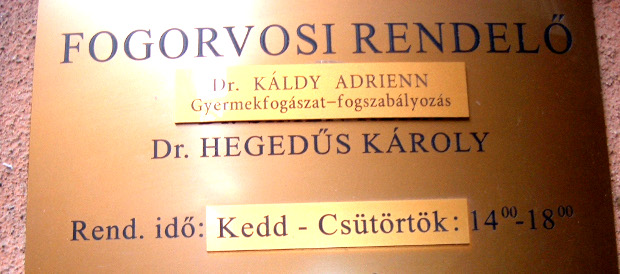 FOGORVOSI RENDELŐ
Dr. KÁLDY ADRIENN
Gyermekfogászat–fogszabályozás
Dr. HEGEDŰS KÁROLY
Rend. idő: Kedd - Csütörtök: 14⁰⁰-18⁰⁰